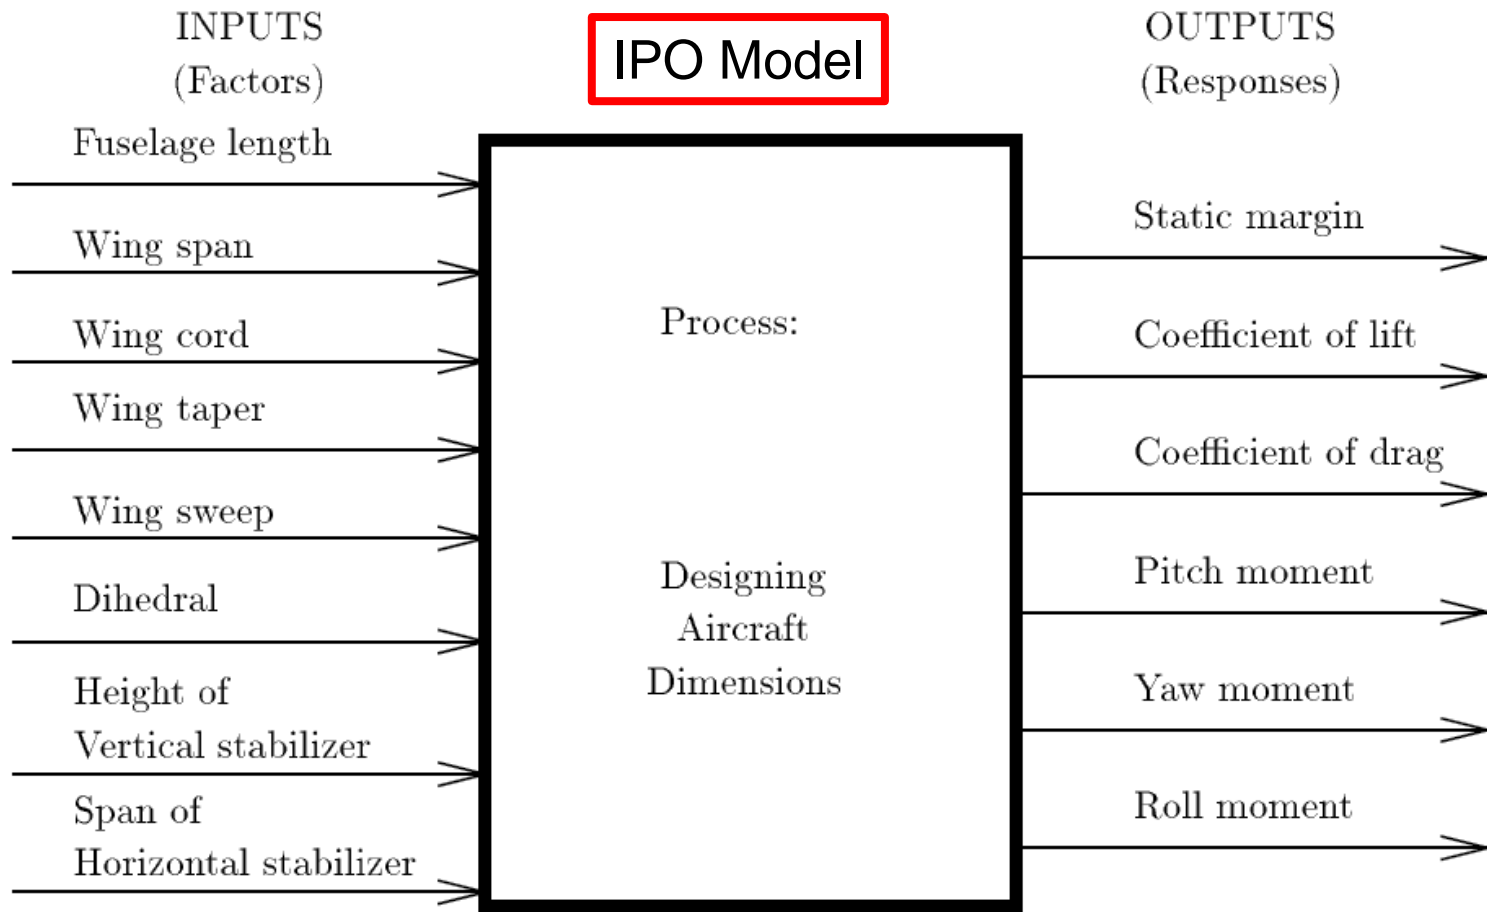 INPUTS
(Factors)
Fuselage length
Wing span
Wing cord
Wing taper
Wing sweep
Dihedral
Height of
Vertical stabilizer
Span of
Horizontal stabilizer
IPO Model
Process:
Designing
Aircraft
Dimensions
OUTPUTS
(Responses)
Static margin
Coefficient of lift
Coefficient of drag
Pitch moment
Yaw moment
Roll moment